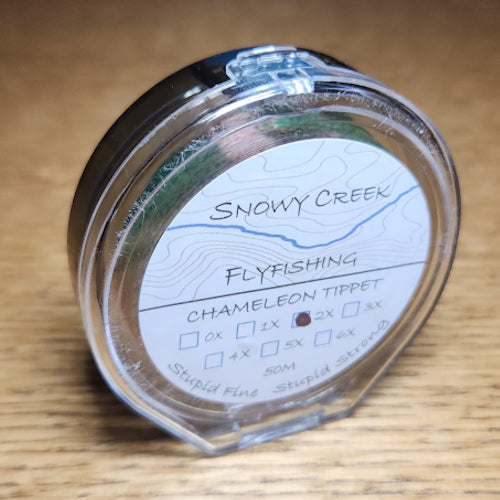 SNOWY CREEK
FLYFISHING
CHAMELEON TIPPET
0X 1X 2X 3X
4X 5X 6X
50M
Stupid Fine Stupid Strong